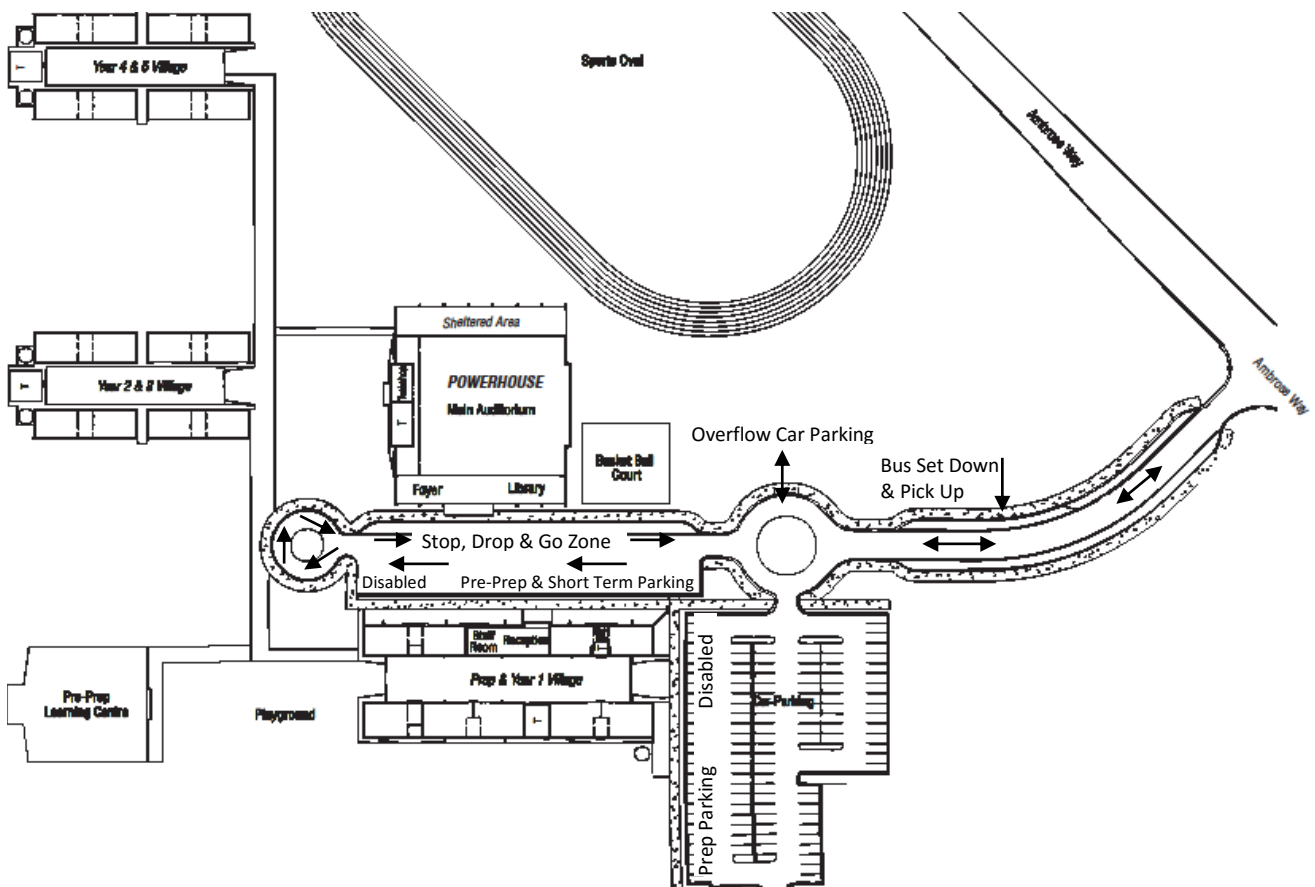 Year 4 & 5 Village
T
Sports Oval
Ambrose Way
Sheltered Area
POWERHOUSE
Main Auditorium
T
Foyer
Library
Year 2 & 3 Village
T
Basket Ball
Court
Overflow Car Parking
Bus Set Down
& Pick Up
Ambrose Way
Stop, Drop & Go Zone
Disabled
Pre-Prep & Short Term Parking
Staff
Room
Reception
T
Prep & Year 1 Village
T
Pre-Prep
Learning Centre
Playground
Disabled
Car-Parking
Prep Parking